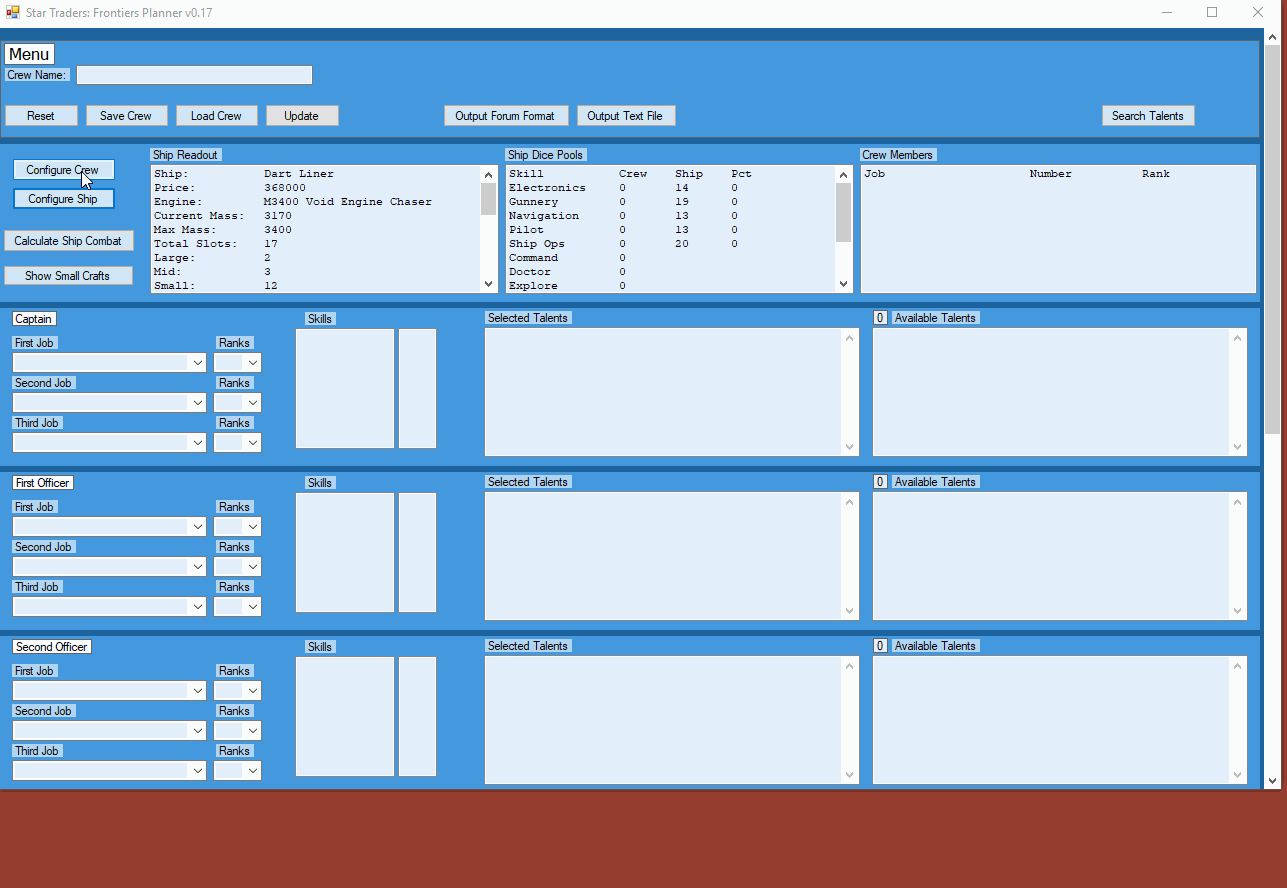 Star Traders: Frontiers Planner v0.17
Menu
Crew Name:
Reset Save Crew Load Crew Update Output Forum Format Output Text File Search Talents
Configure Crew
Configure Ship
Calculate Ship Combat
Show Small Crafts
Ship Readout
Ship: Dart Liner
Price: 368000
Engine: M3400 Void Engine Chaser
Current Mass: 3170
Max Mass: 3400
Total Slots: 17
Large: 2
Mid: 3
Small: 12
Ship Dice Pools
Skill Crew Ship Pct
Electronics 0 14 0
Gunnery 0 19 0
Navigation 0 13 0
Pilot 0 13 0
Ship Ops 0 20 0
Command 0
Doctor 0
Explore 0
Crew Members
Job Number Rank
Captain
First Job Ranks
Second Job Ranks
Third Job Ranks
Skills
Selected Talents
0 Available Talents
First Officer
First Job Ranks
Second Job Ranks
Third Job Ranks
Skills
Selected Talents
0 Available Talents
Second Officer
First Job Ranks
Second Job Ranks
Third Job Ranks
Skills
Selected Talents
0 Available Talents